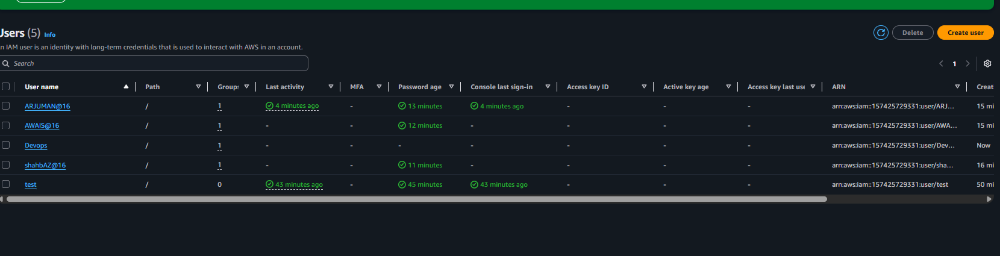 Users (5) Info
Delete
Create user
n IAM user is an identity with long-term credentials that is used to interact with AWS in an account.
Search
1
User name Path Groups Last activity MFA Password age Console last sign-in Access key ID Active key age Access key last use ARN Creat
ARJUMAN@16 / 1 4 minutes ago - 13 minutes 4 minutes ago - - - arn:aws:iam::157425729331:user/ARJ... 15 mi
AWAIS@16 / 1 - - 12 minutes - - - - arn:aws:iam::157425729331:user/AWA... 15 mi
Devops / 1 - - - - - - - arn:aws:iam::157425729331:user/Dev... Now
shahbAZ@16 / 1 - - 11 minutes - - - - arn:aws:iam::157425729331:user/sha... 16 mi
test / 0 43 minutes ago - 45 minutes 43 minutes ago - - - arn:aws:iam::157425729331:user/test 50 mi